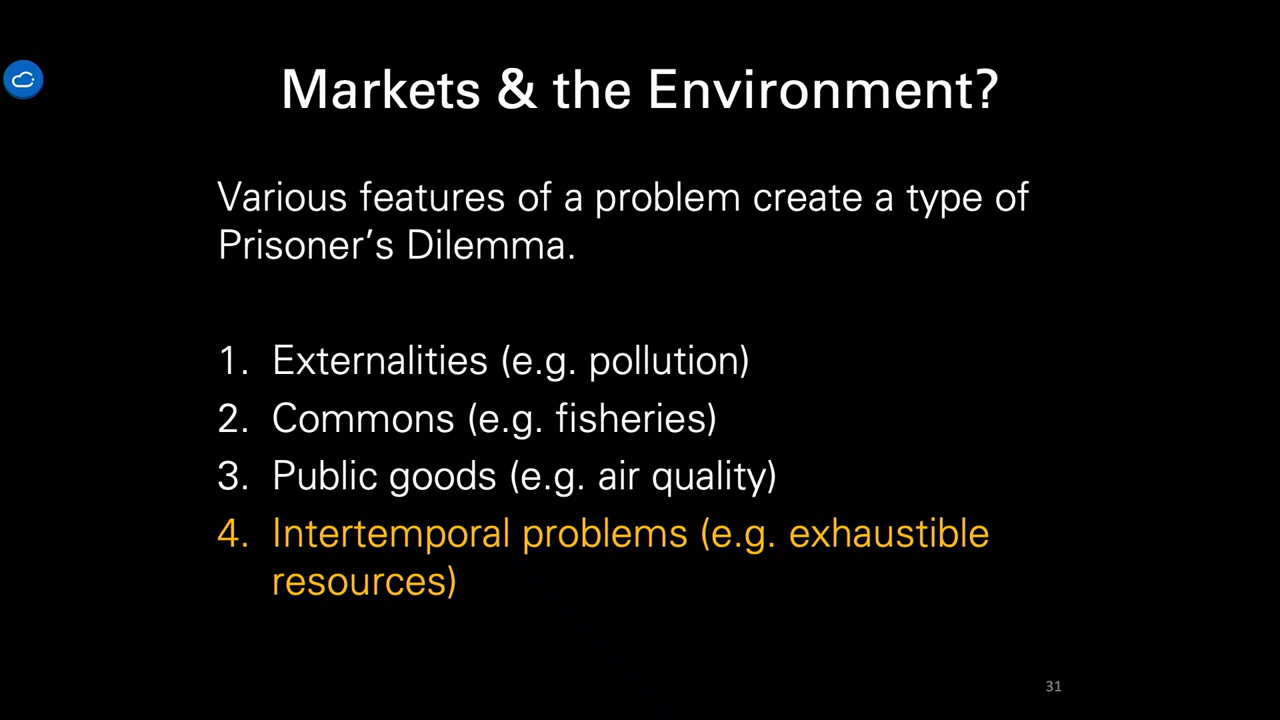 Markets & the Environment?
Various features of a problem create a type of
Prisoner’s Dilemma.
1. Externalities (e.g. pollution)
2. Commons (e.g. fisheries)
3. Public goods (e.g. air quality)
4. Intertemporal problems (e.g. exhaustible
resources)
31